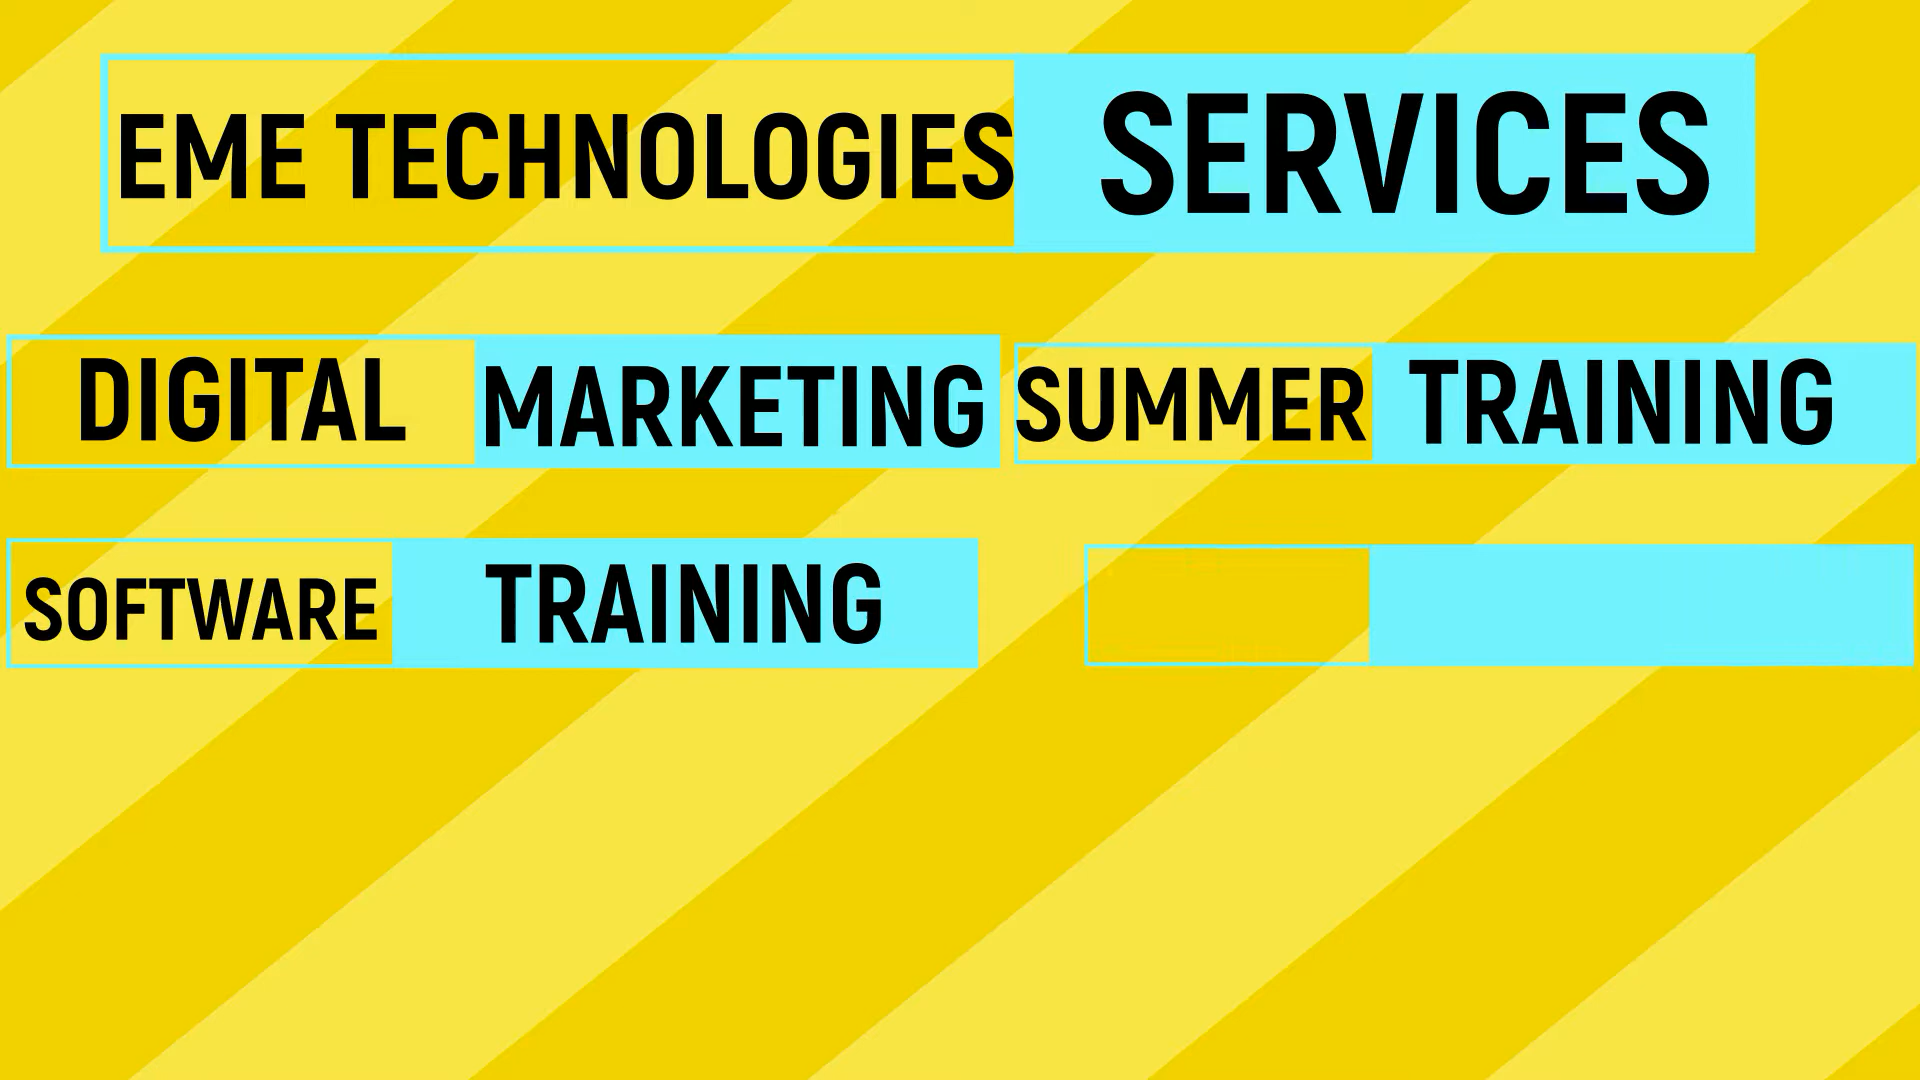 EME TECHNOLOGIES SERVICES
DIGITAL MARKETING
SUMMER TRAINING
SOFTWARE TRAINING